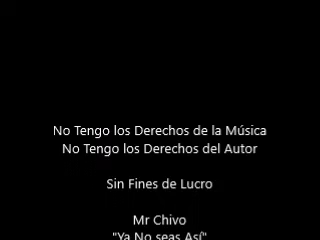 No Tengo los Derechos de la Música
No Tengo los Derechos del Autor
Sin Fines de Lucro
Mr Chivo
"Ya No seas Así"